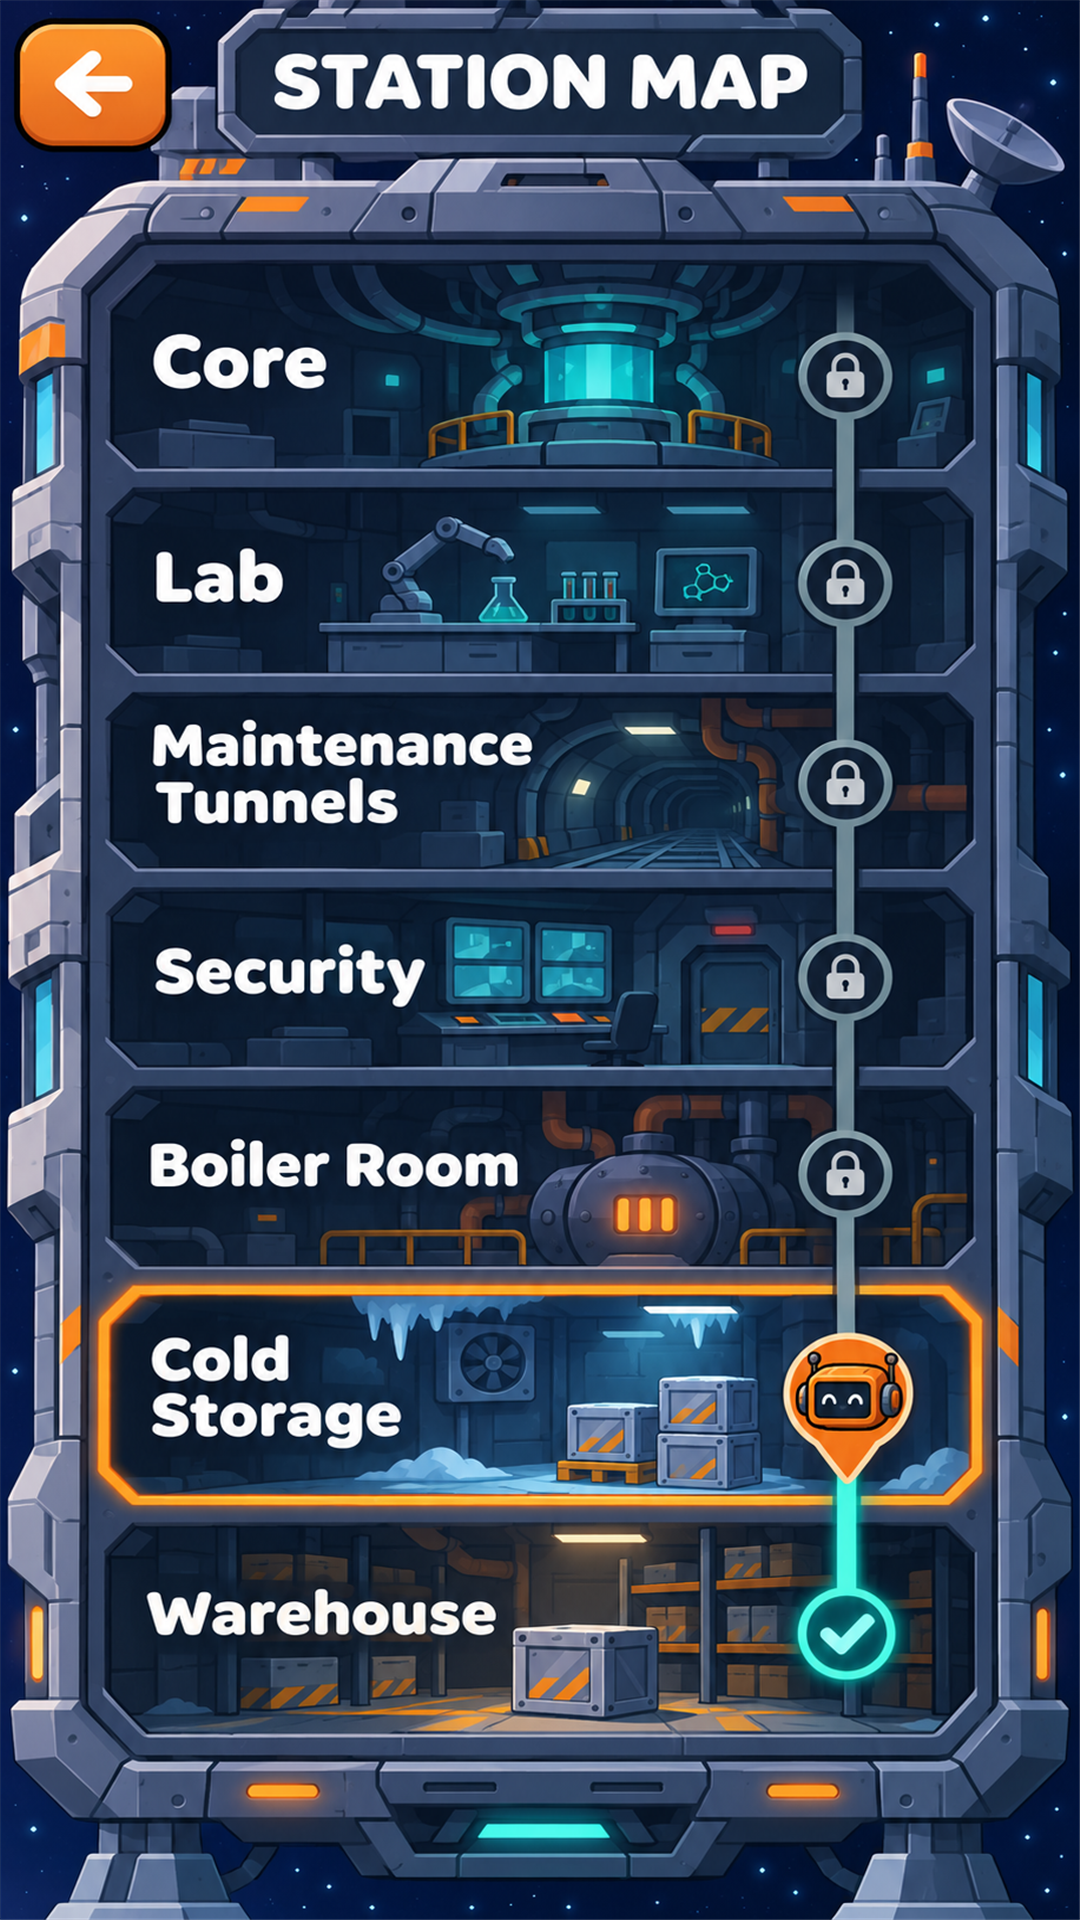 STATION MAP
Core
Lab
Maintenance
Tunnels
Security
Boiler Room
Cold
Storage
Warehouse